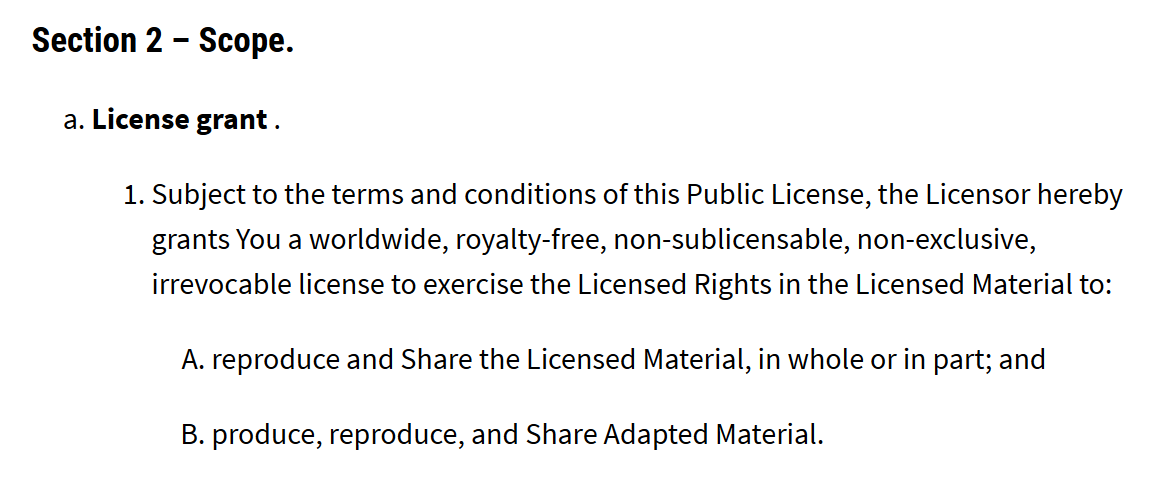 Section 2 – Scope.
a. License grant .
1. Subject to the terms and conditions of this Public License, the Licensor hereby
grants You a worldwide, royalty-free, non-sublicensable, non-exclusive,
irrevocable license to exercise the Licensed Rights in the Licensed Material to:
A. reproduce and Share the Licensed Material, in whole or in part; and
B. produce, reproduce, and Share Adapted Material.